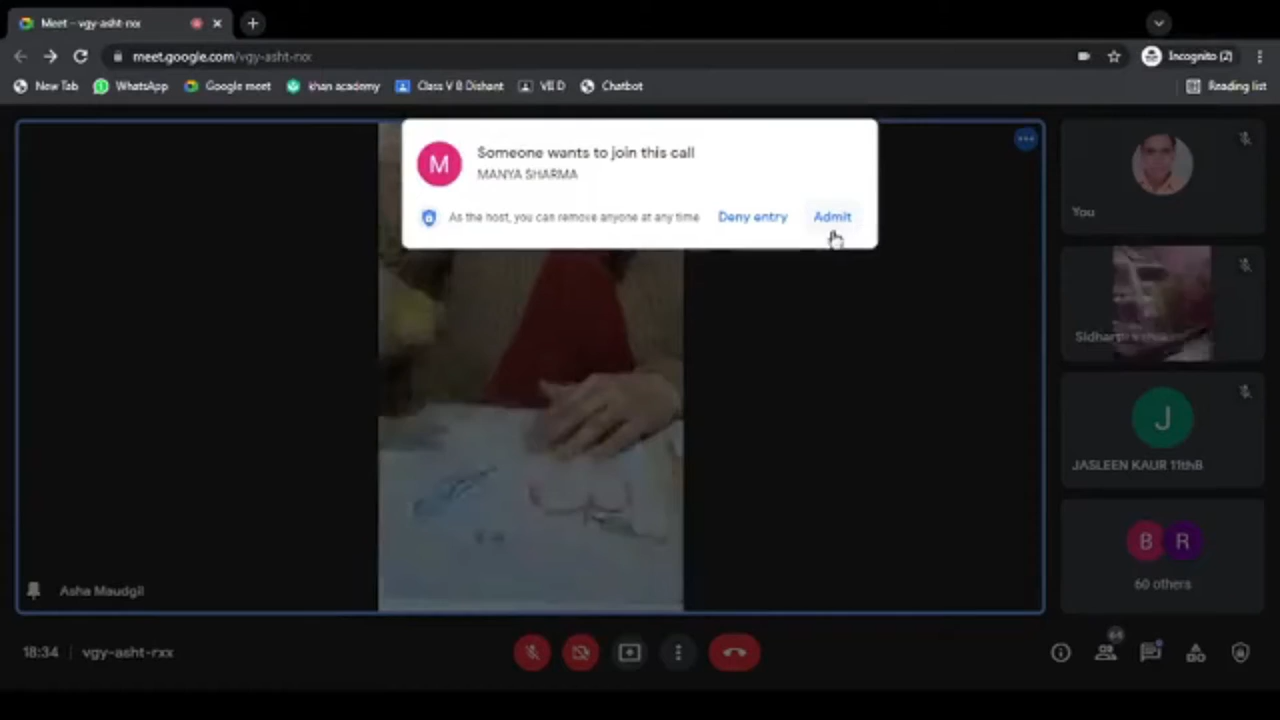 Meet - vgy-asht-rxx
meet.google.com/vgy-asht-rxx
Incognito (2)
New Tab
WhatsApp
Google meet
khan academy
Class V B Dishant
VII D
Chatbot
Reading list
M
Someone wants to join this call
MANYA SHARMA
As the host, you can remove anyone at any time
Deny entry
Admit
You
J
JASLEEN KAUR 11thB
B
R
60 others
Asha Maudgil
18:34 | vgy-asht-rxx
64